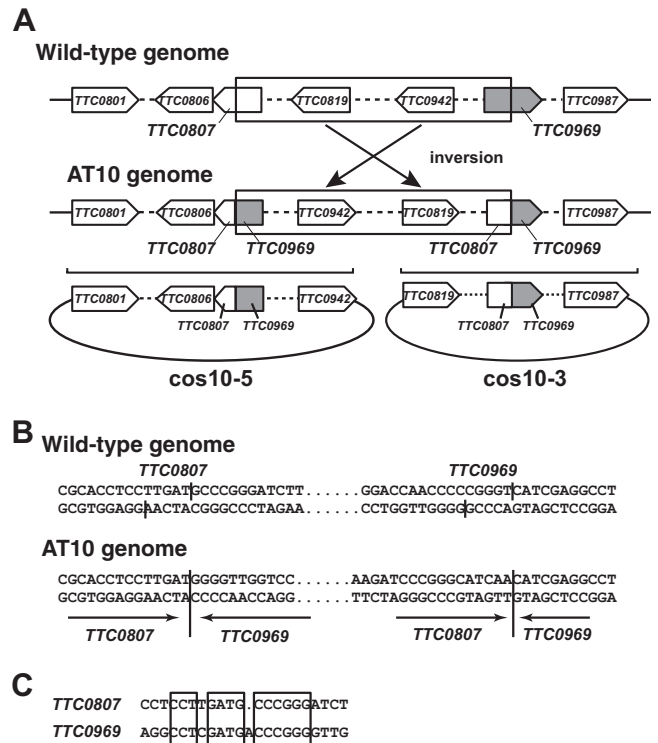 A
Wild-type genome
TTC0801 TTC0806 TTC0819 TTC0942 TTC0987
TTC0807 TTC0969
inversion
AT10 genome
TTC0801 TTC0806 TTC0942 TTC0819 TTC0987
TTC0807 TTC0969 TTC0807 TTC0969
TTC0801 TTC0806 TTC0942 TTC0819 TTC0987
TTC0807 TTC0969 TTC0807 TTC0969
cos10-5 cos10-3
B
Wild-type genome
TTC0807 TTC0969
CGCACCTCCTTGATGCCCGGGATCTT......GGACCAACCCCCGGGTCATCGAGGCCT
GCGTGGAGGAACTACGGGCCCTAGAA......CCTGGTTGGGGGCCCAGTAGCTCCGGA
AT10 genome
CGCACCTCCTTGATGGGGTTGGTCC......AAGATCCCGGGCATCAACATCGAGGCCT
GCGTGGAGGAACTACCCCAACCAGG......TTCTAGGGCCCGTAGTTGTAGCTCCGGA
TTC0807 TTC0969 TTC0807 TTC0969
C
TTC0807 CCTCCTTGATG.CCCGGGATCT
TTC0969 AGGCCTCGATGACCCGGGGTTG